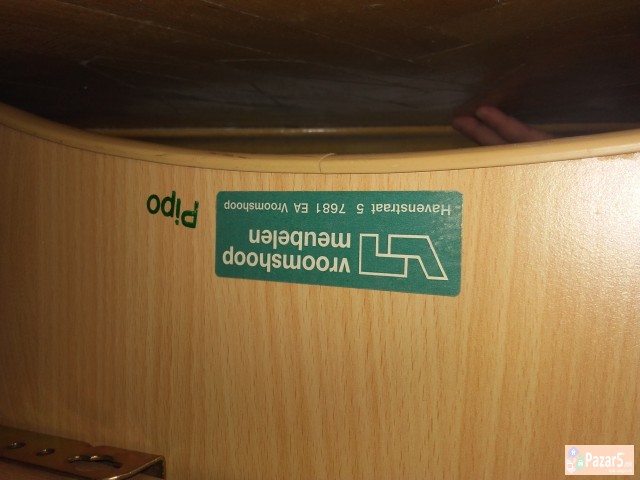 vroomshoop
meubelen
Havenstraat 5 7681 EA Vroomshoop
Pipo
Pazar5